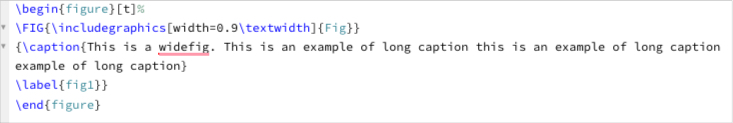 \begin{figure}[t]%
\FIG{\includegraphics[width=0.9\textwidth]{Fig}}
{\caption{This is a widefig. This is an example of long caption this is an example of long caption
example of long caption}
\label{fig1}}
\end{figure}